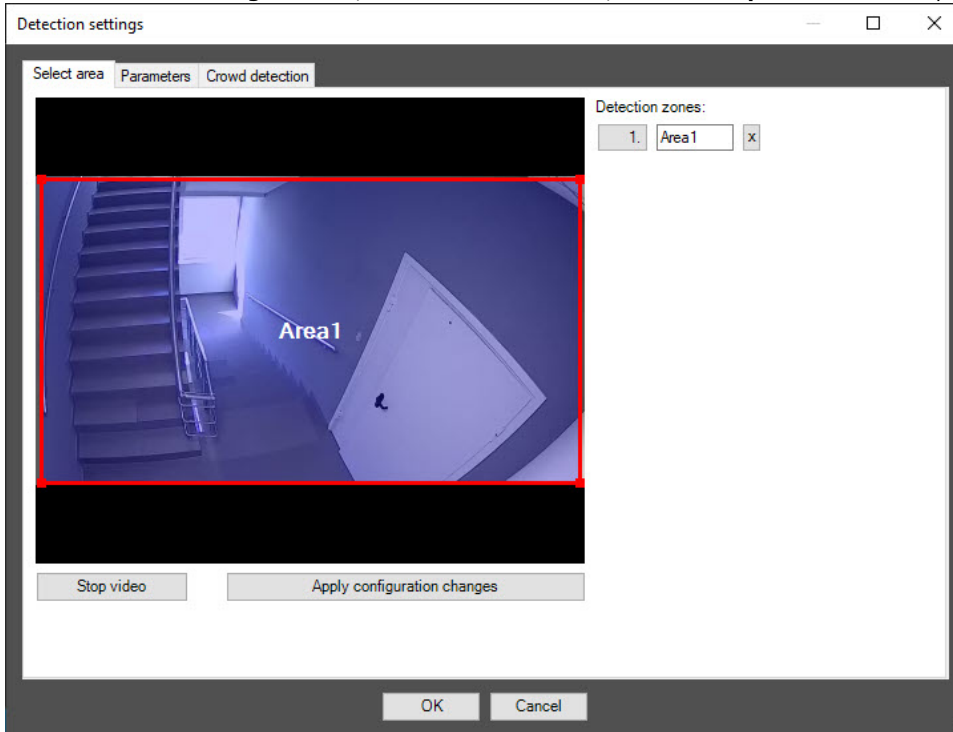 Detection settings
Select area Parameters Crowd detection
Detection zones:
1. Area1 x
Area1
Stop video Apply configuration changes
OK Cancel